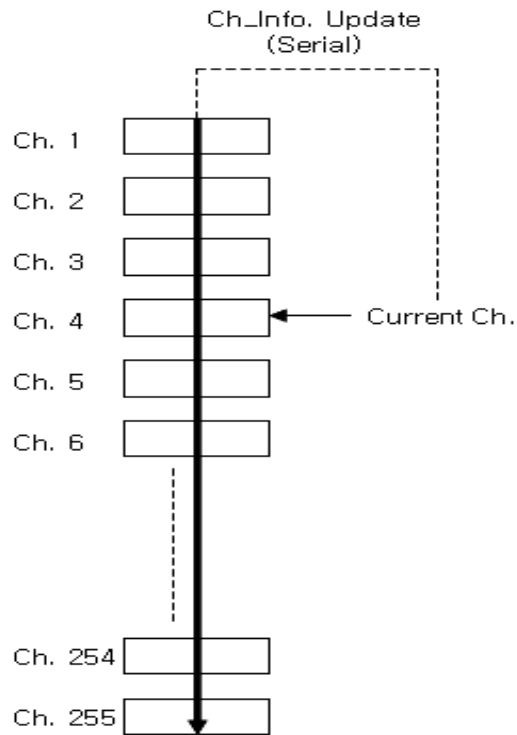 Ch_Info. Update
(Serial)
Ch. 1
Ch. 2
Ch. 3
Ch. 4
Current Ch.
Ch. 5
Ch. 6
Ch. 254
Ch. 255